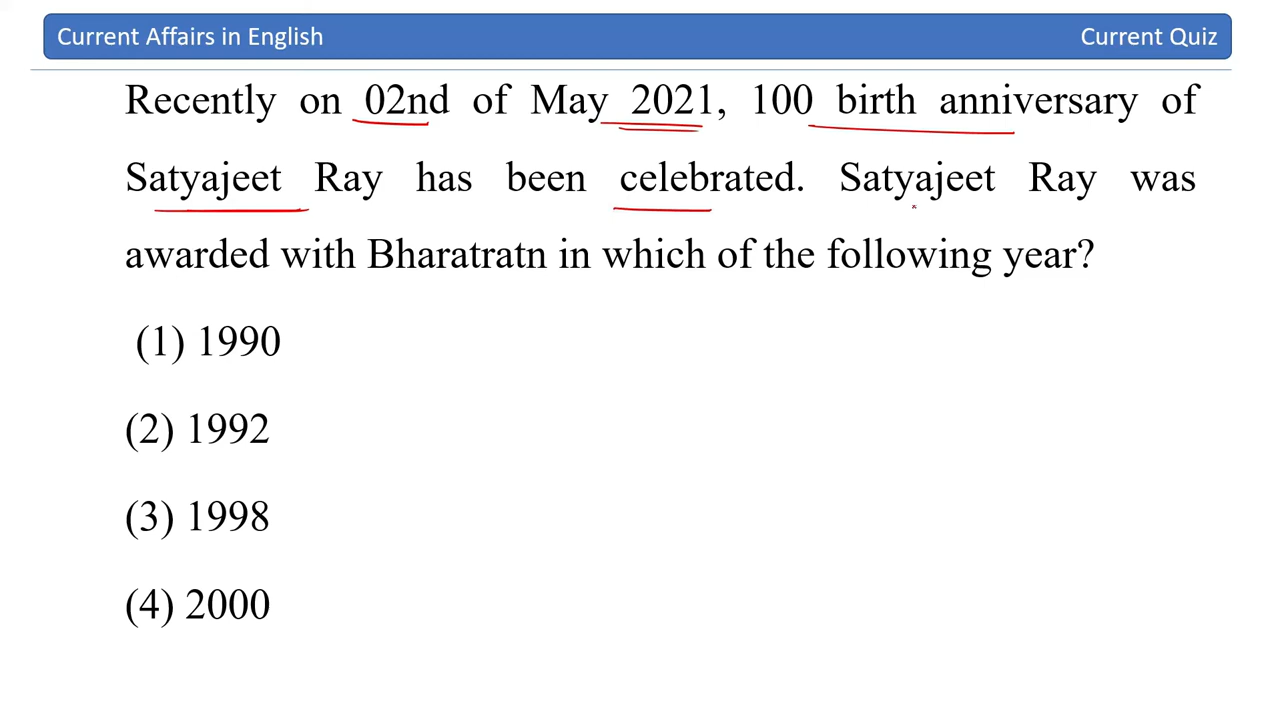 Current Affairs in English
Current Quiz
Recently on 02nd of May 2021, 100 birth anniversary of
Satyajeet Ray has been celebrated. Satyajeet Ray was
awarded with Bharatratn in which of the following year?
(1) 1990
(2) 1992
(3) 1998
(4) 2000